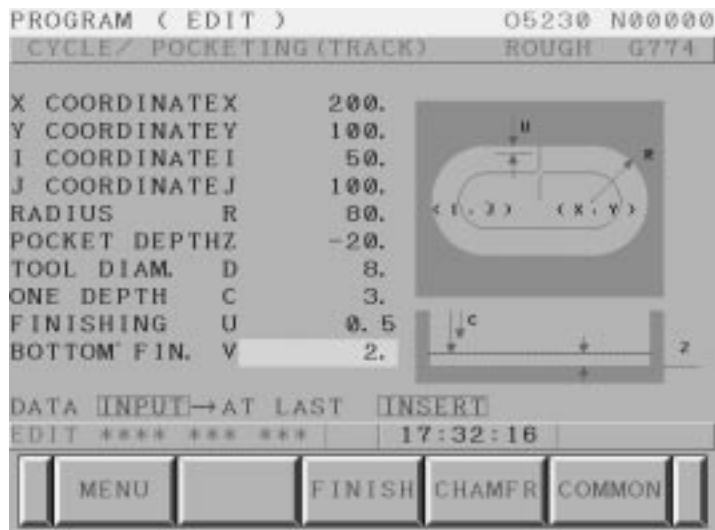 PROGRAM ( EDIT ) O5230 N00000
CYCLE/ POCKETING(TRACK) ROUGH G774
X COORDINATEX 200.
Y COORDINATEY 100.
I COORDINATEI 50.
J COORDINATEJ 100.
RADIUS R 80.
POCKET DEPTHZ -20.
TOOL DIAM. D 8.
ONE DEPTH C 3.
FINISHING U 0.5
BOTTOM FIN. V 2.
U
R
(I,J) (X,Y)
C
Z
DATA INPUT→AT LAST INSERT
EDIT **** *** *** 17:32:16
MENU FINISH CHAMFR COMMON